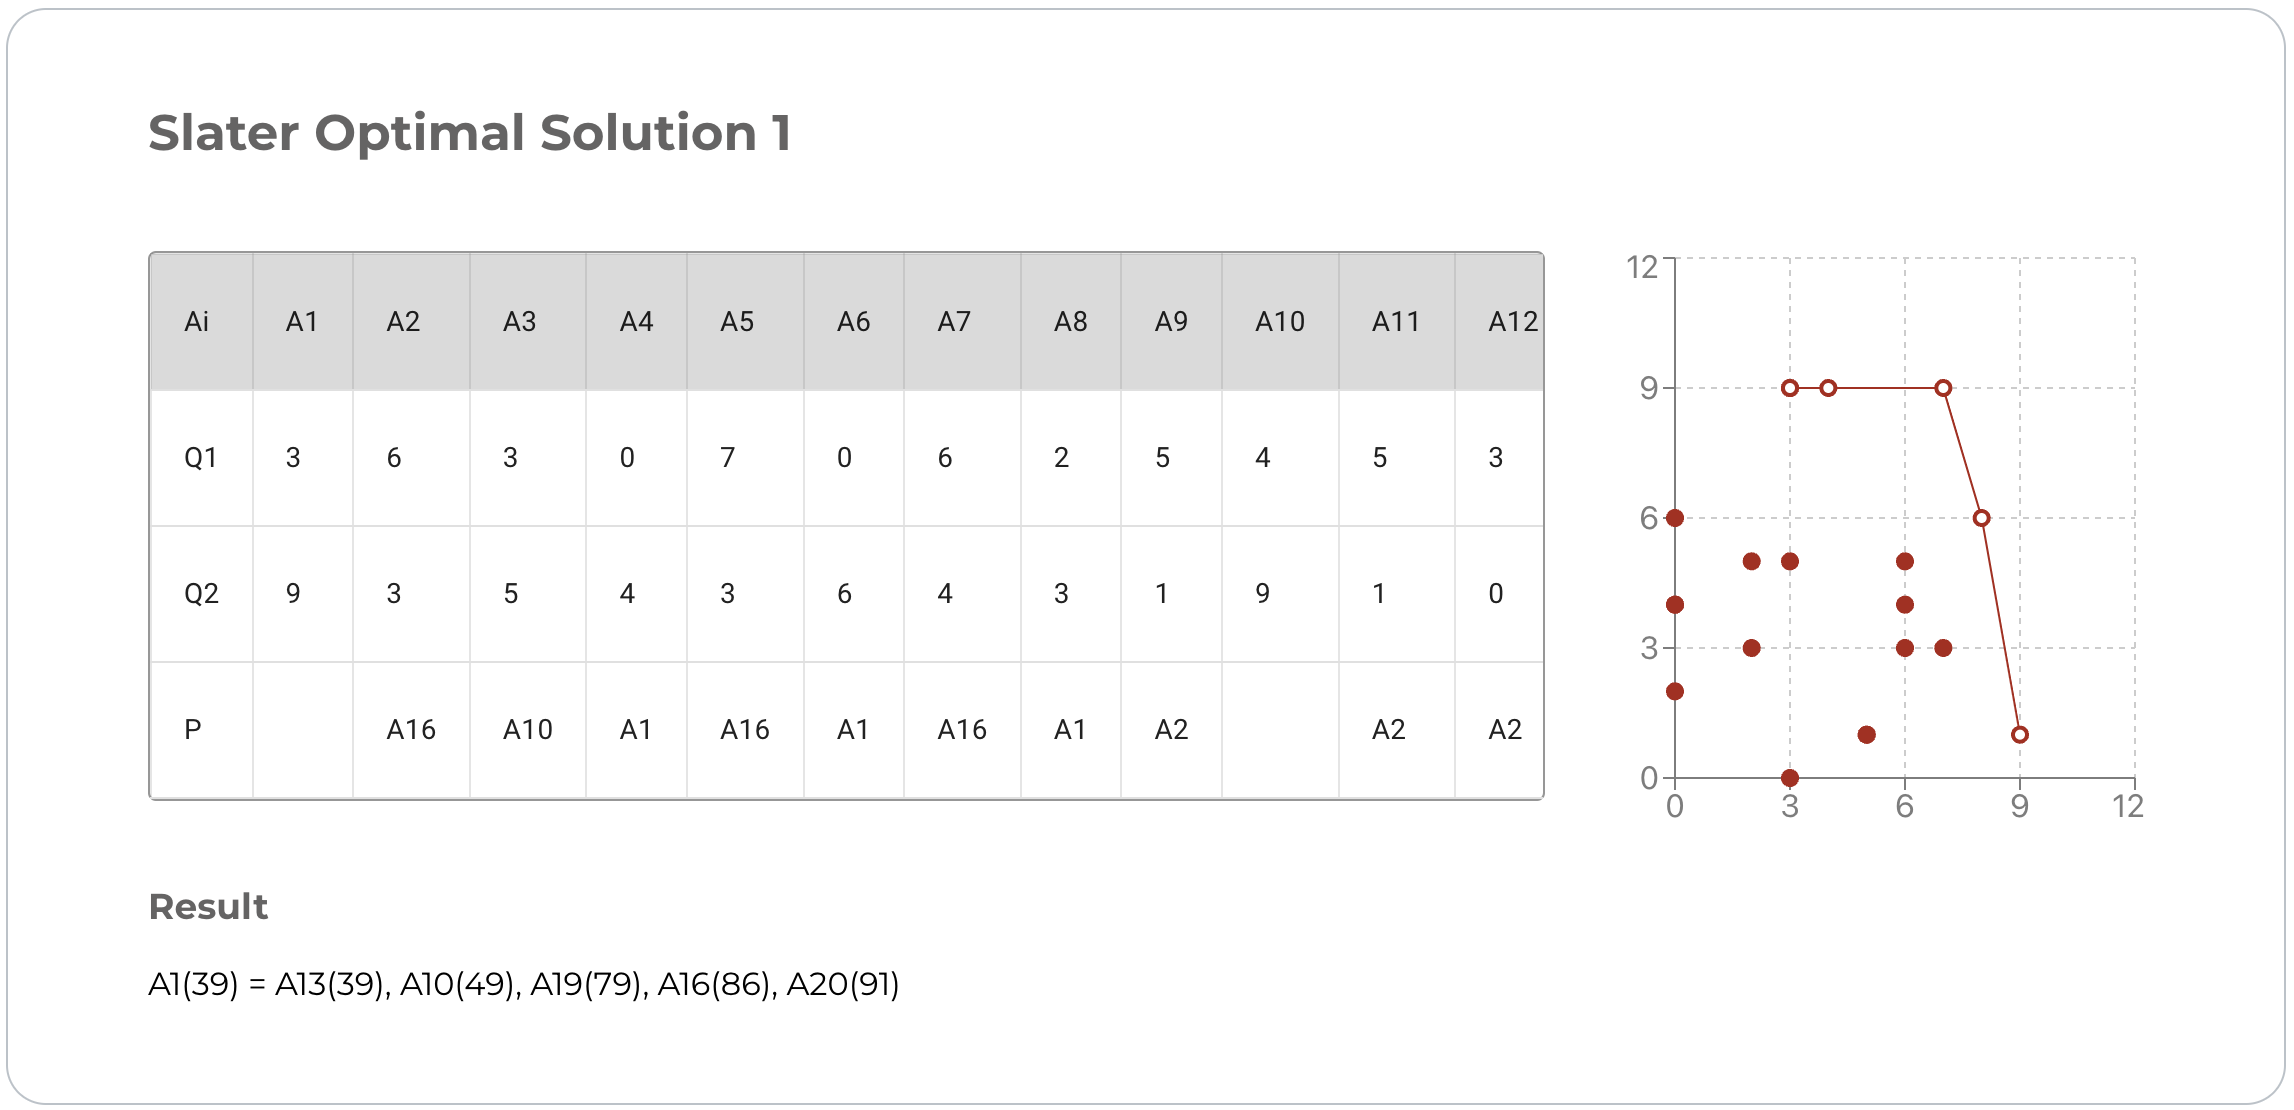 Slater Optimal Solution 1
Ai A1 A2 A3 A4 A5 A6 A7 A8 A9 A10 A11 A12
Q1 3 6 3 0 7 0 6 2 5 4 5 3
Q2 9 3 5 4 3 6 4 3 1 9 1 0
P A16 A10 A1 A16 A1 A16 A1 A2 A2 A2
12
9
6
3
0
0 3 6 9 12
Result
A1(39) = A13(39), A10(49), A19(79), A16(86), A20(91)